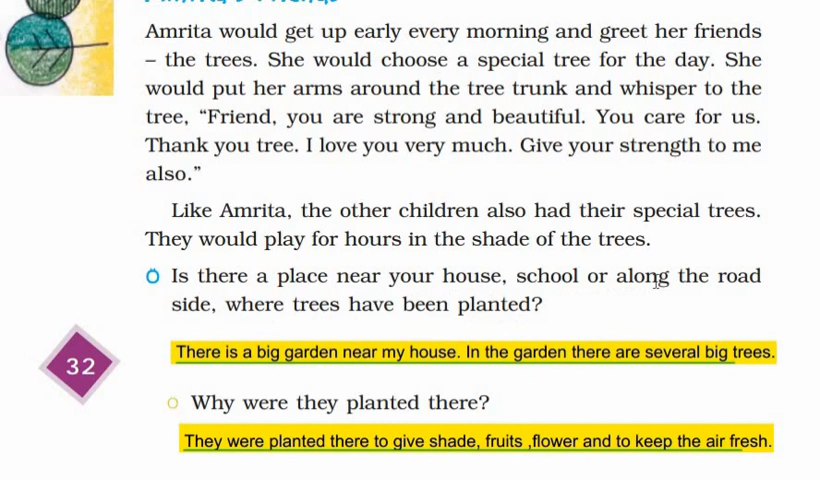 Amrita would get up early every morning and greet her friends
– the trees. She would choose a special tree for the day. She
would put her arms around the tree trunk and whisper to the
tree, “Friend, you are strong and beautiful. You care for us.
Thank you tree. I love you very much. Give your strength to me
also.”
Like Amrita, the other children also had their special trees.
They would play for hours in the shade of the trees.
Is there a place near your house, school or along the road
side, where trees have been planted?
There is a big garden near my house. In the garden there are several big trees.
32
Why were they planted there?
They were planted there to give shade, fruits ,flower and to keep the air fresh.